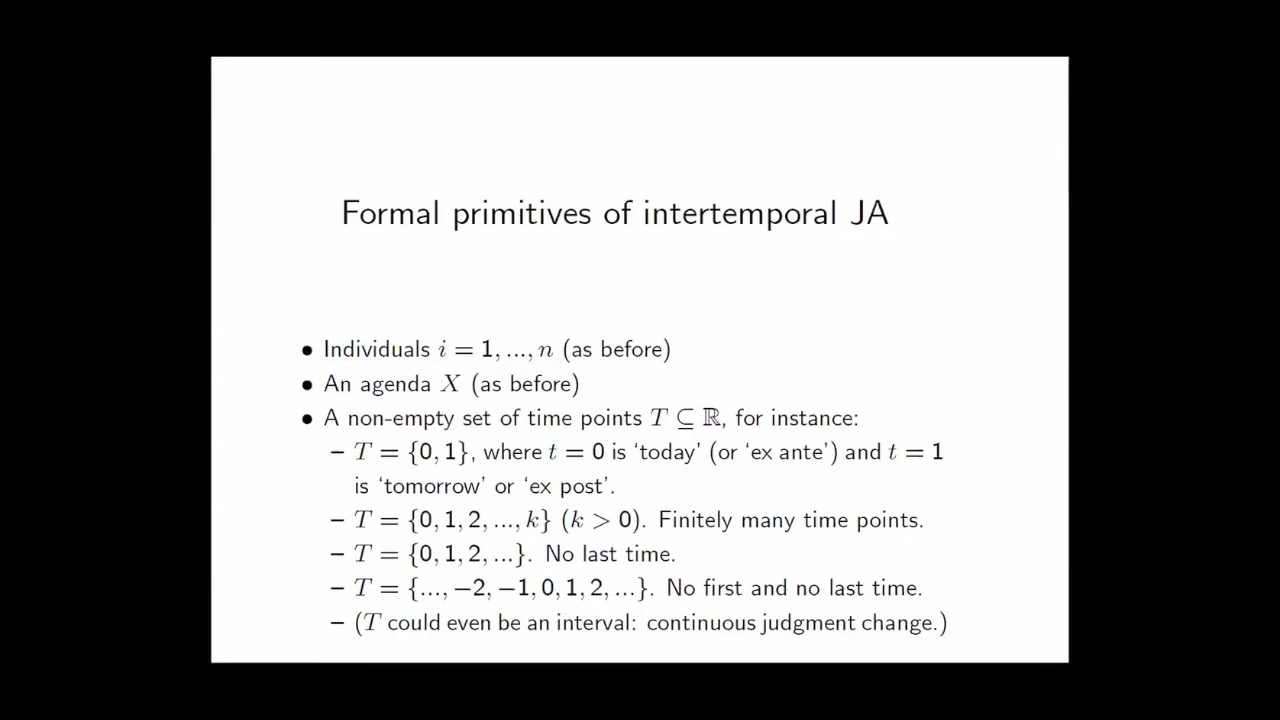 Formal primitives of intertemporal JA
● Individuals i = 1, ..., n (as before)
● An agenda X (as before)
● A non-empty set of time points T ⊆ ℝ, for instance:
– T = {0, 1}, where t = 0 is ‘today’ (or ‘ex ante’) and t = 1
is ‘tomorrow’ or ‘ex post’.
– T = {0, 1, 2, ..., k} (k > 0). Finitely many time points.
– T = {0, 1, 2, ...}. No last time.
– T = {..., −2, −1, 0, 1, 2, ...}. No first and no last time.
– (T could even be an interval: continuous judgment change.)